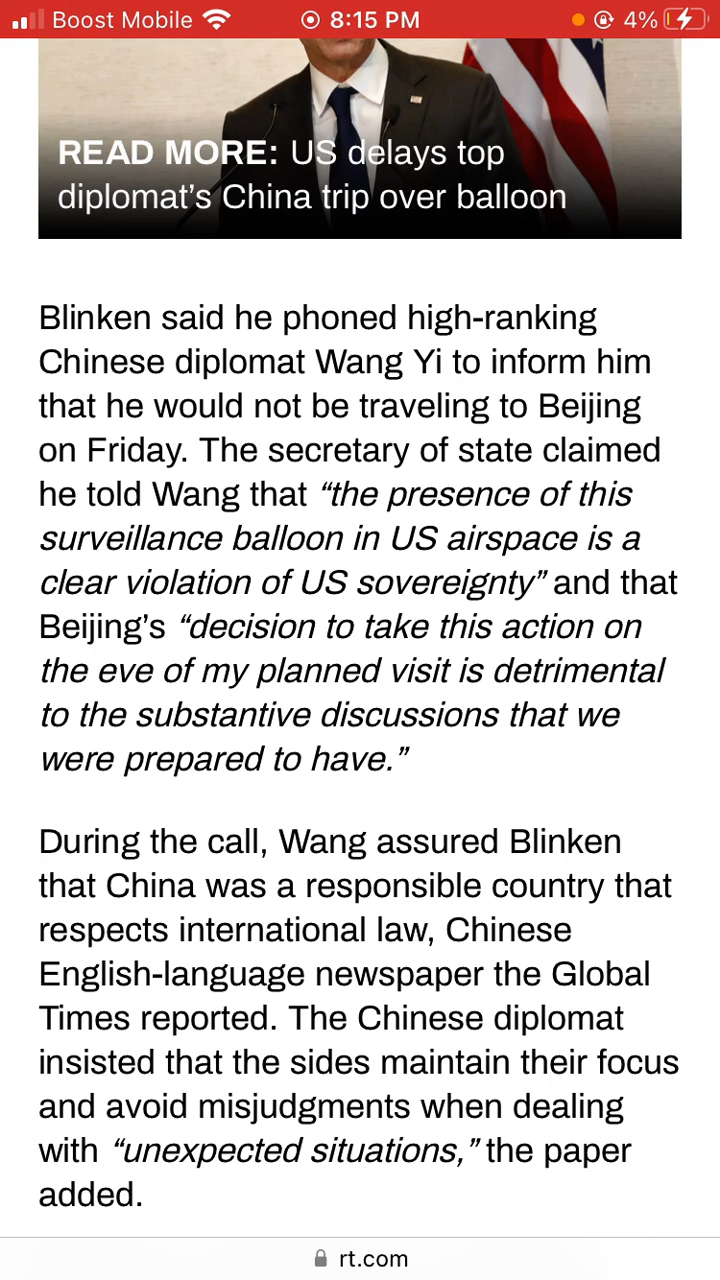 Boost Mobile 8:15 PM 4%
READ MORE: US delays top
diplomat’s China trip over balloon
Blinken said he phoned high-ranking
Chinese diplomat Wang Yi to inform him
that he would not be traveling to Beijing
on Friday. The secretary of state claimed
he told Wang that “the presence of this
surveillance balloon in US airspace is a
clear violation of US sovereignty” and that
Beijing’s “decision to take this action on
the eve of my planned visit is detrimental
to the substantive discussions that we
were prepared to have.”
During the call, Wang assured Blinken
that China was a responsible country that
respects international law, Chinese
English-language newspaper the Global
Times reported. The Chinese diplomat
insisted that the sides maintain their focus
and avoid misjudgments when dealing
with “unexpected situations,” the paper
added.
rt.com